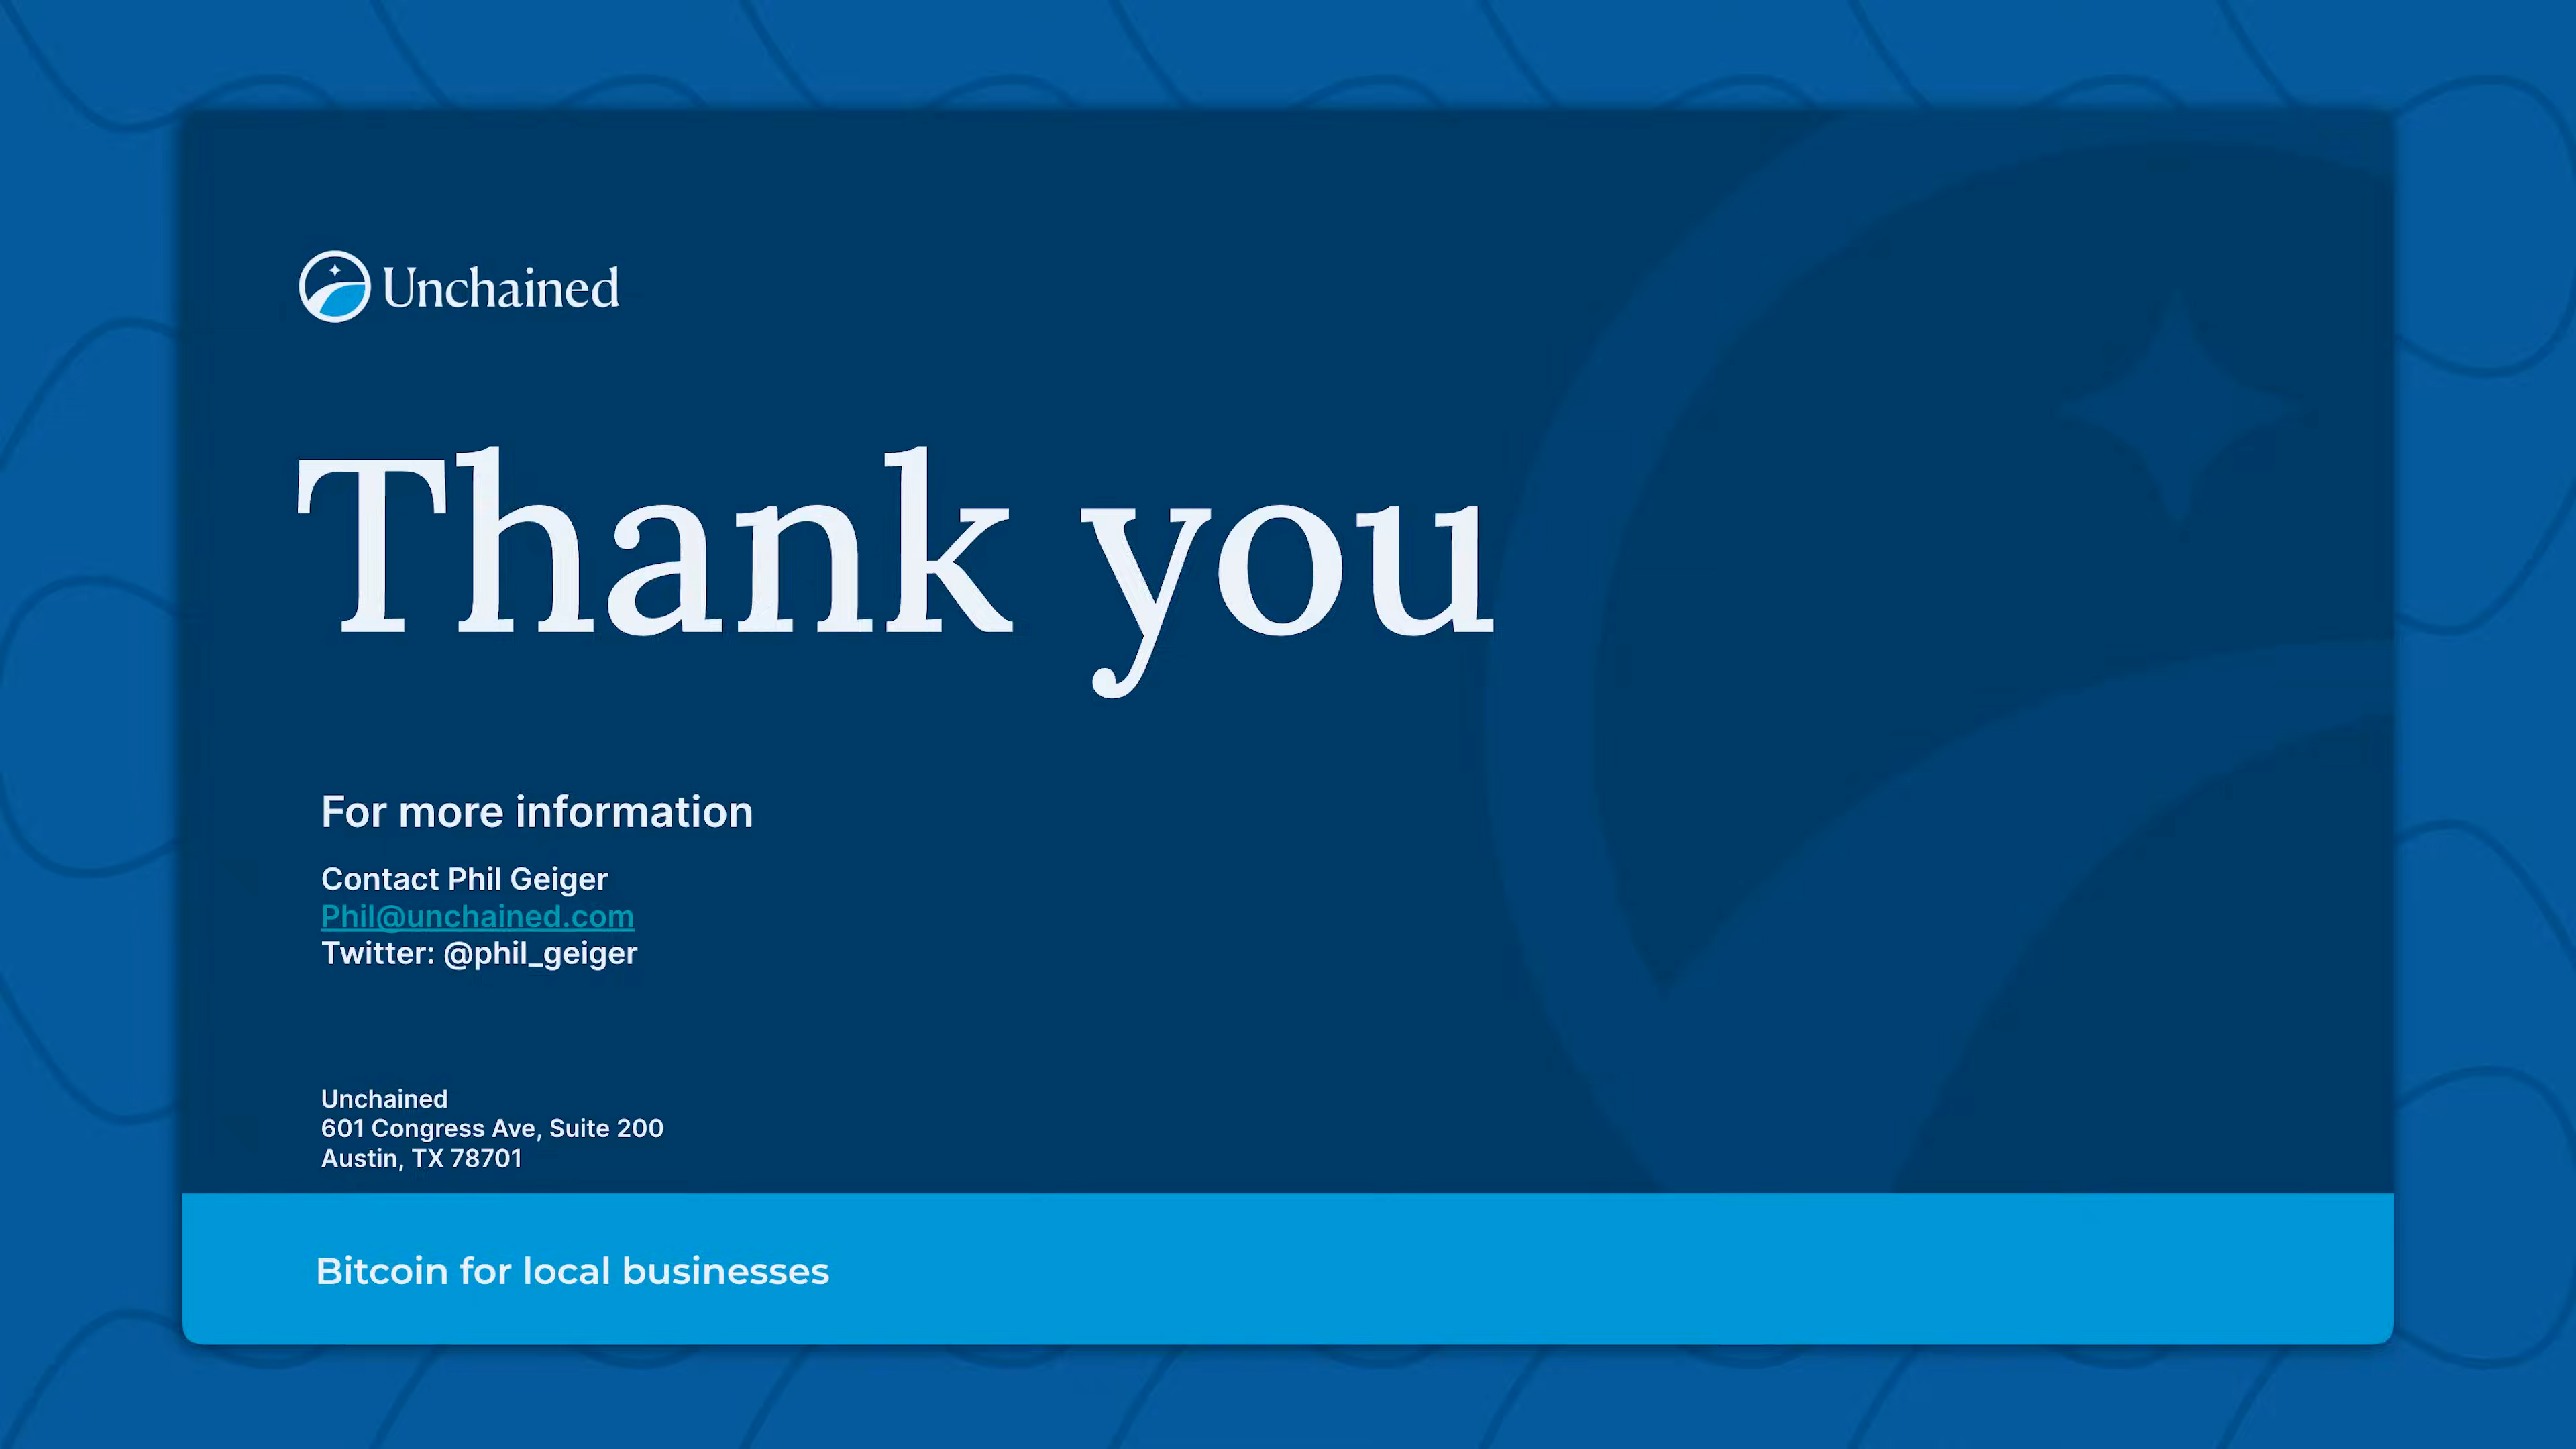 Unchained
Thank you
For more information
Contact Phil Geiger
Phil@unchained.com
Twitter: @phil_geiger
Unchained
601 Congress Ave, Suite 200
Austin, TX 78701
Bitcoin for local businesses